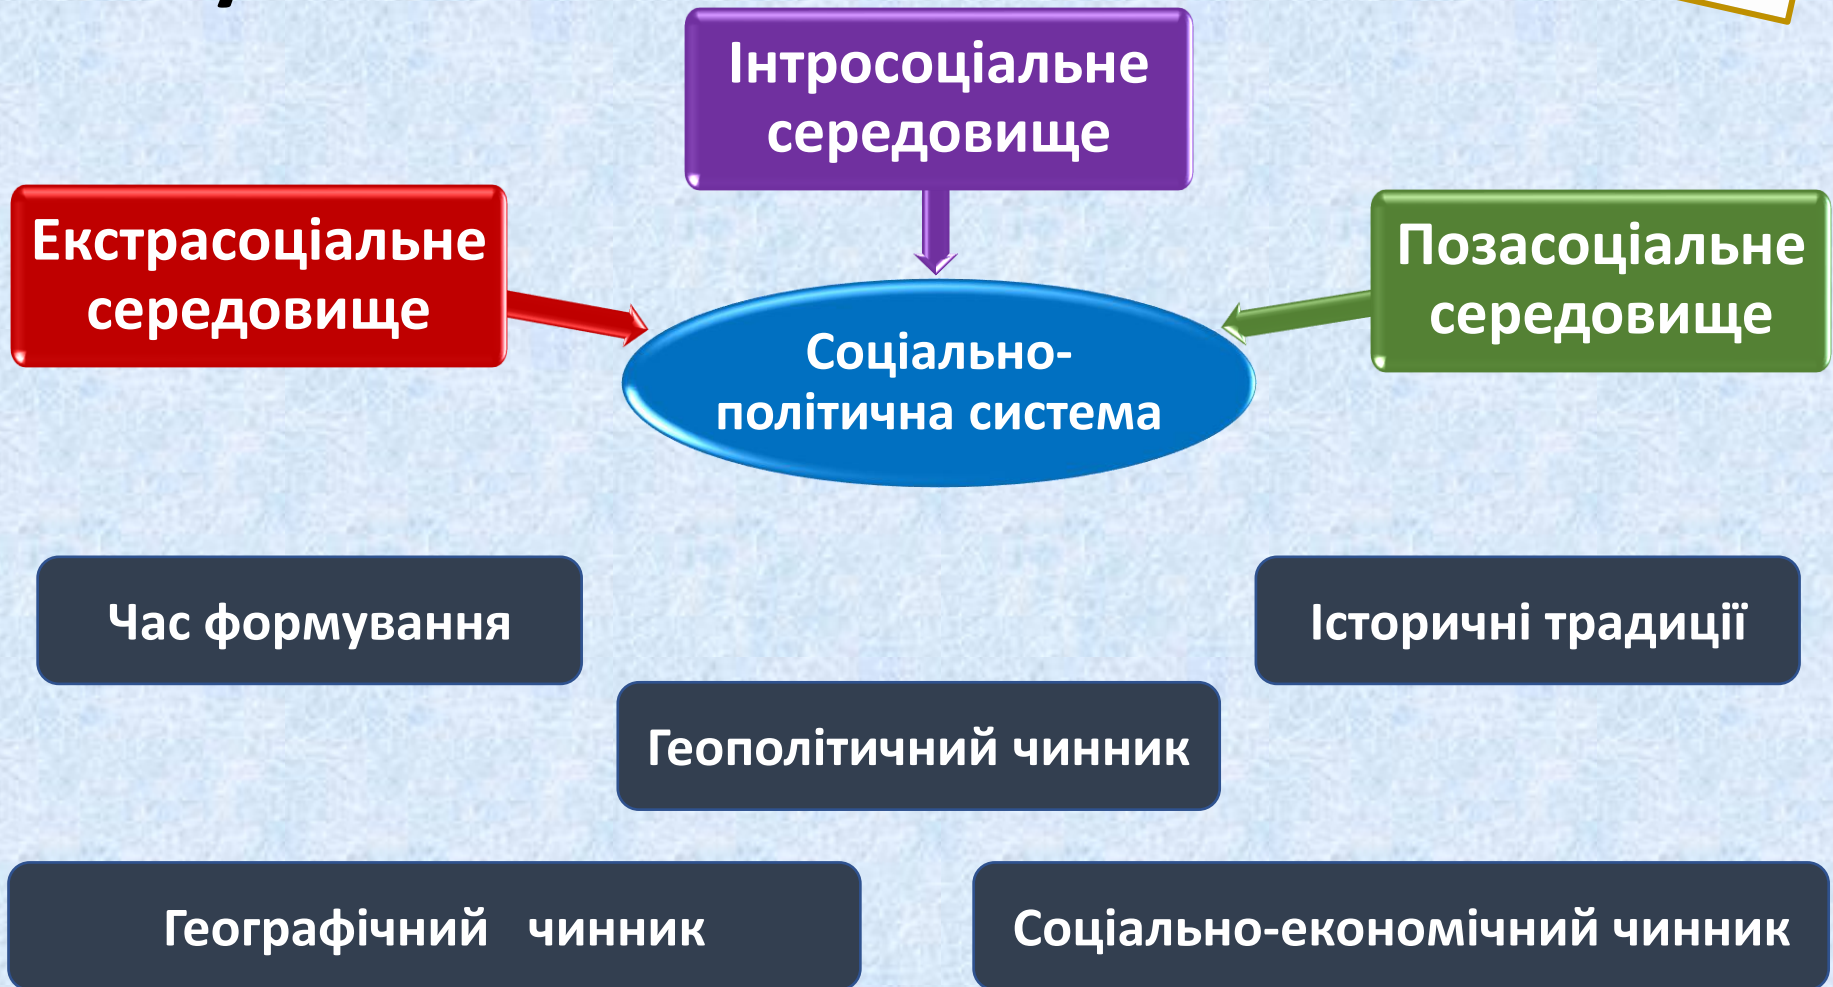 Інтросоціальне
середовище
Екстрасоціальне
середовище
Позасоціальне
середовище
Соціально-
політична система
Час формування
Історичні традиції
Геополітичний чинник
Географічний чинник
Соціально-економічний чинник